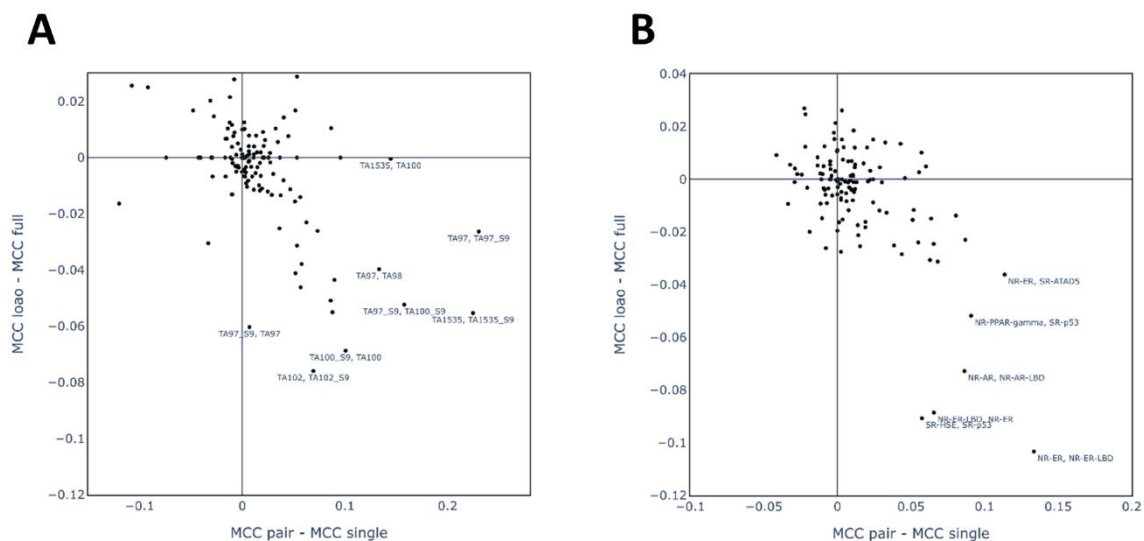 A
B
0.02
0
−0.02
−0.04
−0.06
−0.08
−0.1
−0.12
MCC loao - MCC full
−0.1
0
0.1
0.2
MCC pair - MCC single
TA1535, TA100
TA97, TA97_S9
TA97, TA98
TA97_S9, TA100_S9
TA1535, TA1535_S9
TA97_S9, TA97
TA100_S9, TA100
TA102, TA102_S9
0.04
0.02
0
−0.02
−0.04
−0.06
−0.08
−0.1
−0.12
MCC loao - MCC full
−0.1
−0.05
0
0.05
0.1
0.15
0.2
MCC pair - MCC single
NR-ER, SR-ATAD5
NR-PPAR-gamma, SR-p53
NR-AR, NR-AR-LBD
NR-ER-LBD, NR-ER
SR-HSE, SR-p53
NR-ER, NR-ER-LBD